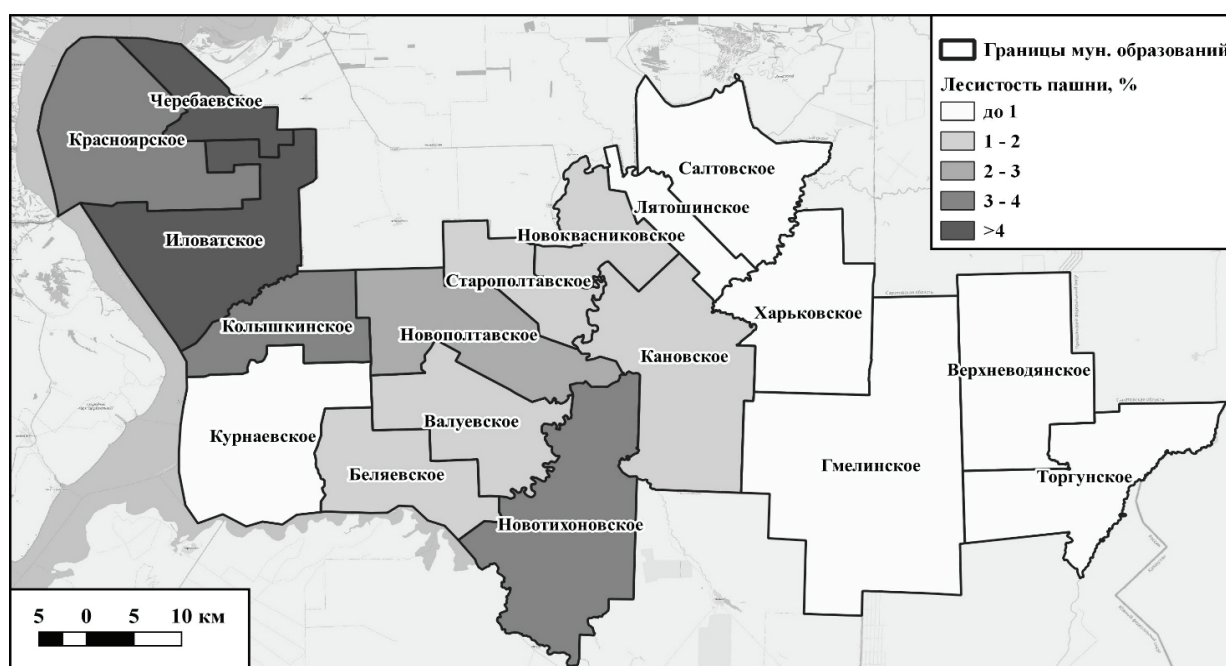 Границы мун. образований
Лесистость пашни, %
до 1
1 - 2
2 - 3
3 - 4
>4
Черебаевское
Красноярское
Салтовское
Лятошинское
Новоквасниковское
Иловатское
Старополтавское
Харьковское
Колышкинское
Новополтавское
Кановское
Верхневодянское
Валуевское
Курнаевское
Гмелинское
Беляевское
Торгунское
Новотихоновское
5 0 5 10 км